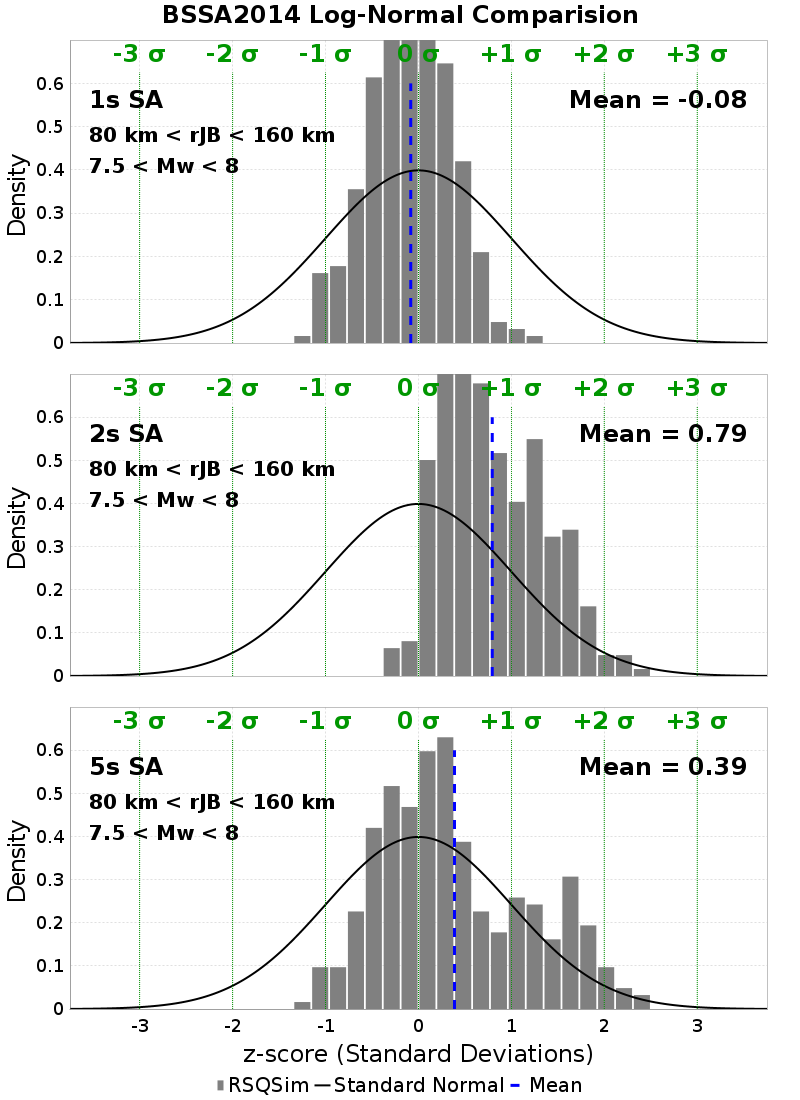 BSSA2014 Log-Normal Comparision
-3 σ -2 σ -1 σ 0 σ +1 σ +2 σ +3 σ
1s SA
Mean = -0.08
80 km < rJB < 160 km
7.5 < Mw < 8
Density
0.6
0.5
0.4
0.3
0.2
0.1
0
-3 σ -2 σ -1 σ 0 σ +1 σ +2 σ +3 σ
2s SA
Mean = 0.79
80 km < rJB < 160 km
7.5 < Mw < 8
Density
0.6
0.5
0.4
0.3
0.2
0.1
0
-3 σ -2 σ -1 σ 0 σ +1 σ +2 σ +3 σ
5s SA
Mean = 0.39
80 km < rJB < 160 km
7.5 < Mw < 8
Density
0.6
0.5
0.4
0.3
0.2
0.1
0
-3 -2 -1 0 1 2 3
z-score (Standard Deviations)
RSQSim Standard Normal Mean